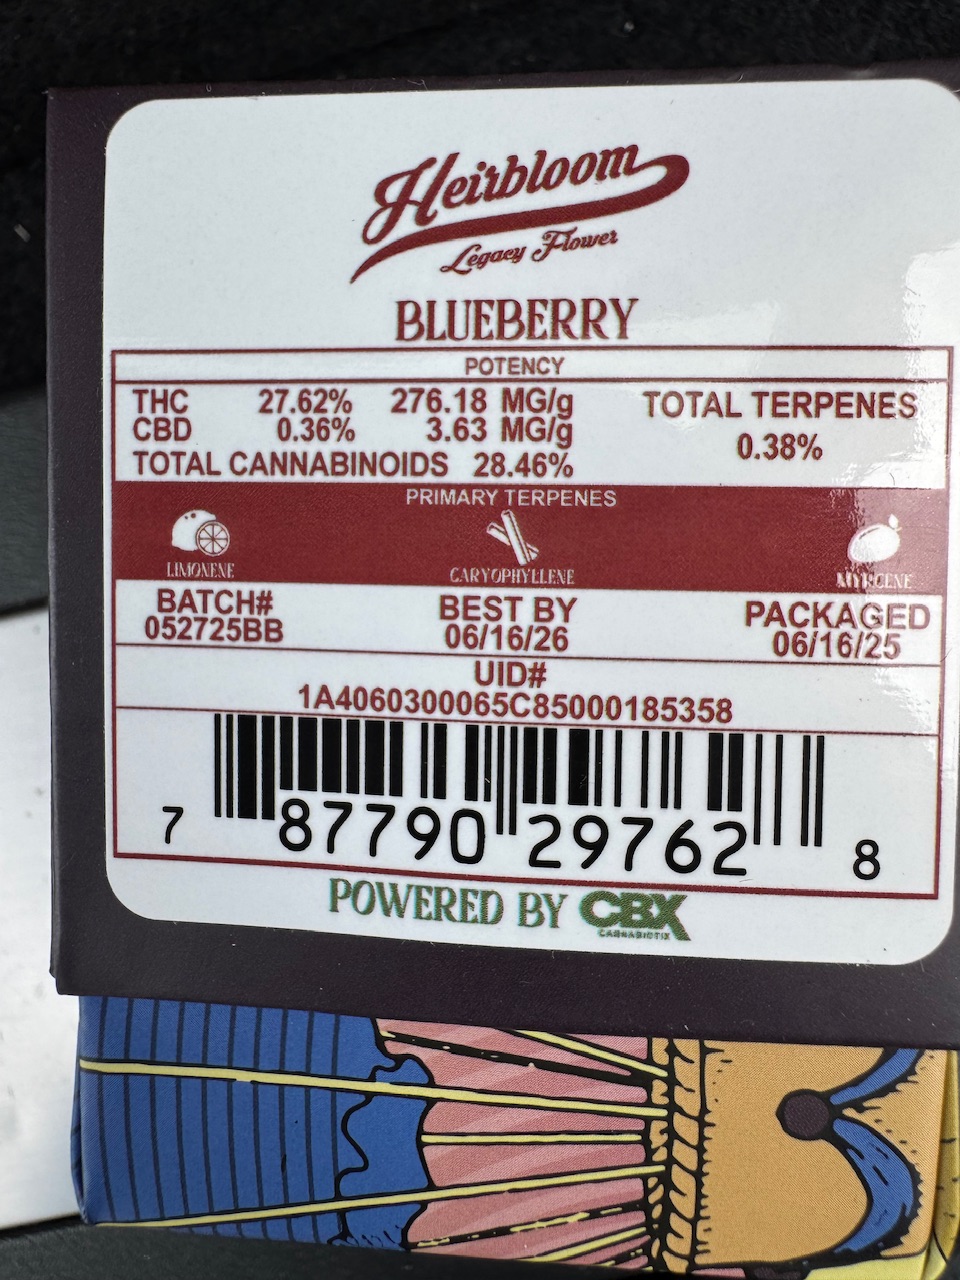 Heirbloom
Legacy Flower
BLUEBERRY
POTENCY
THC 27.62% 276.18 MG/g
CBD 0.36% 3.63 MG/g
TOTAL CANNABINOIDS 28.46%
TOTAL TERPENES
0.38%
PRIMARY TERPENES
LIMONENE CARYOPHYLLENE MYRCENE
BATCH# BEST BY PACKAGED
052725BB 06/16/26 06/16/25
UID#
1A4060300065C85000185358
7 87790 29762 8
POWERED BY CBX
CANNABIOTIX